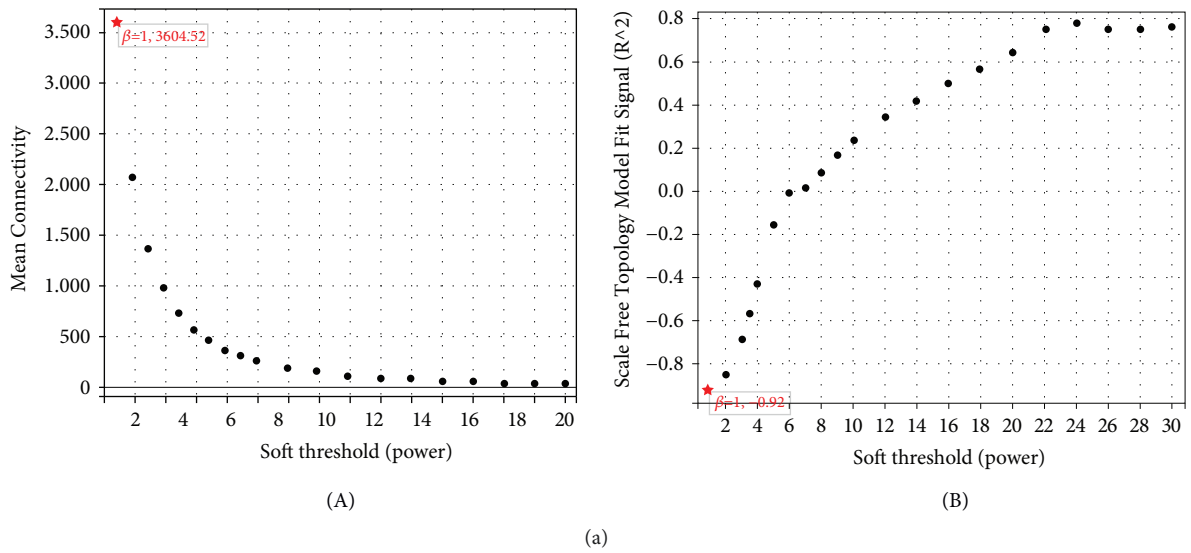 Mean Connectivity
3.500
3.000
2.500
2.000
1.500
1.000
500
0
β=1, 3604.52
2 4 6 8 10 10 12 14 16 18 20
Soft threshold (power)
(A)
Scale Free Topology Model Fit Signal (R^2)
0.8
0.6
0.4
0.2
0.0
−0.2
−0.4
−0.6
−0.8
β=1, −0.92
2 4 6 8 10 12 14 16 18 20 22 24 26 28 30
Soft threshold (power)
(B)
(a)